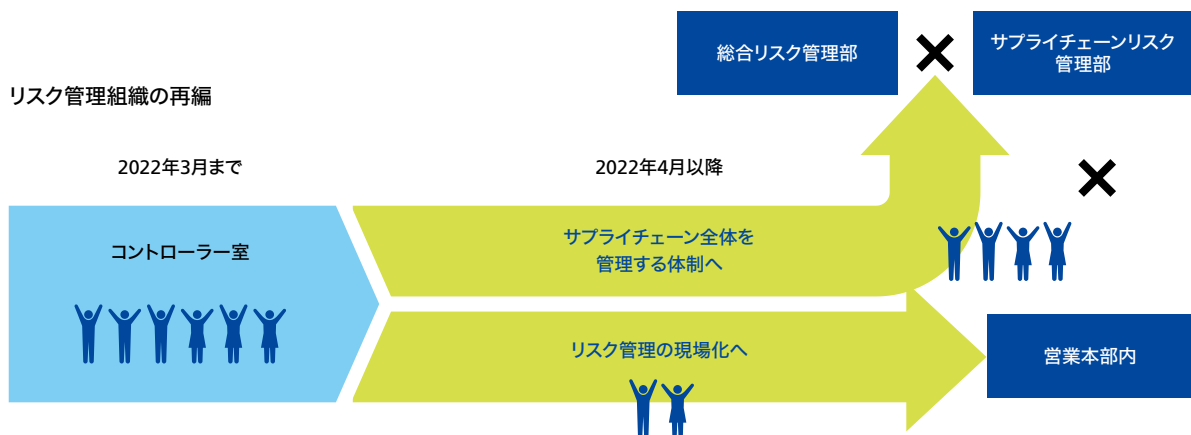 総合リスク管理部
サプライチェーンリスク
管理部
リスク管理組織の再編
2022年3月まで
2022年4月以降
コントローラー室
サプライチェーン全体を
管理する体制へ
リスク管理の現場化へ
営業本部内